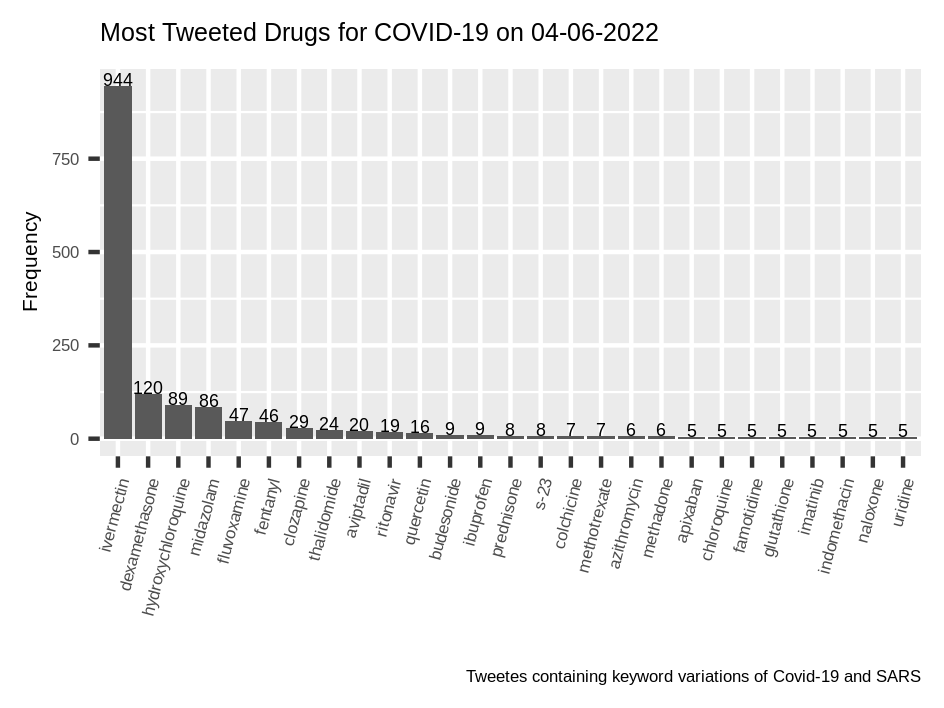 Most Tweeted Drugs for COVID-19 on 04-06-2022
Frequency
750
500
250
0
944
120
89
86
47
46
29
24
20
19
16
9
9
8
8
7
7
6
6
5
5
5
5
5
5
5
5
ivermectin
dexamethasone
hydroxychloroquine
midazolam
fluvoxamine
fentanyl
clozapine
thalidomide
aviptadil
ritonavir
quercetin
budesonide
ibuprofen
prednisone
s-23
colchicine
methotrexate
azithromycin
methadone
apixaban
chloroquine
famotidine
glutathione
imatinib
indomethacin
naloxone
uridine
Tweetes containing keyword variations of Covid-19 and SARS